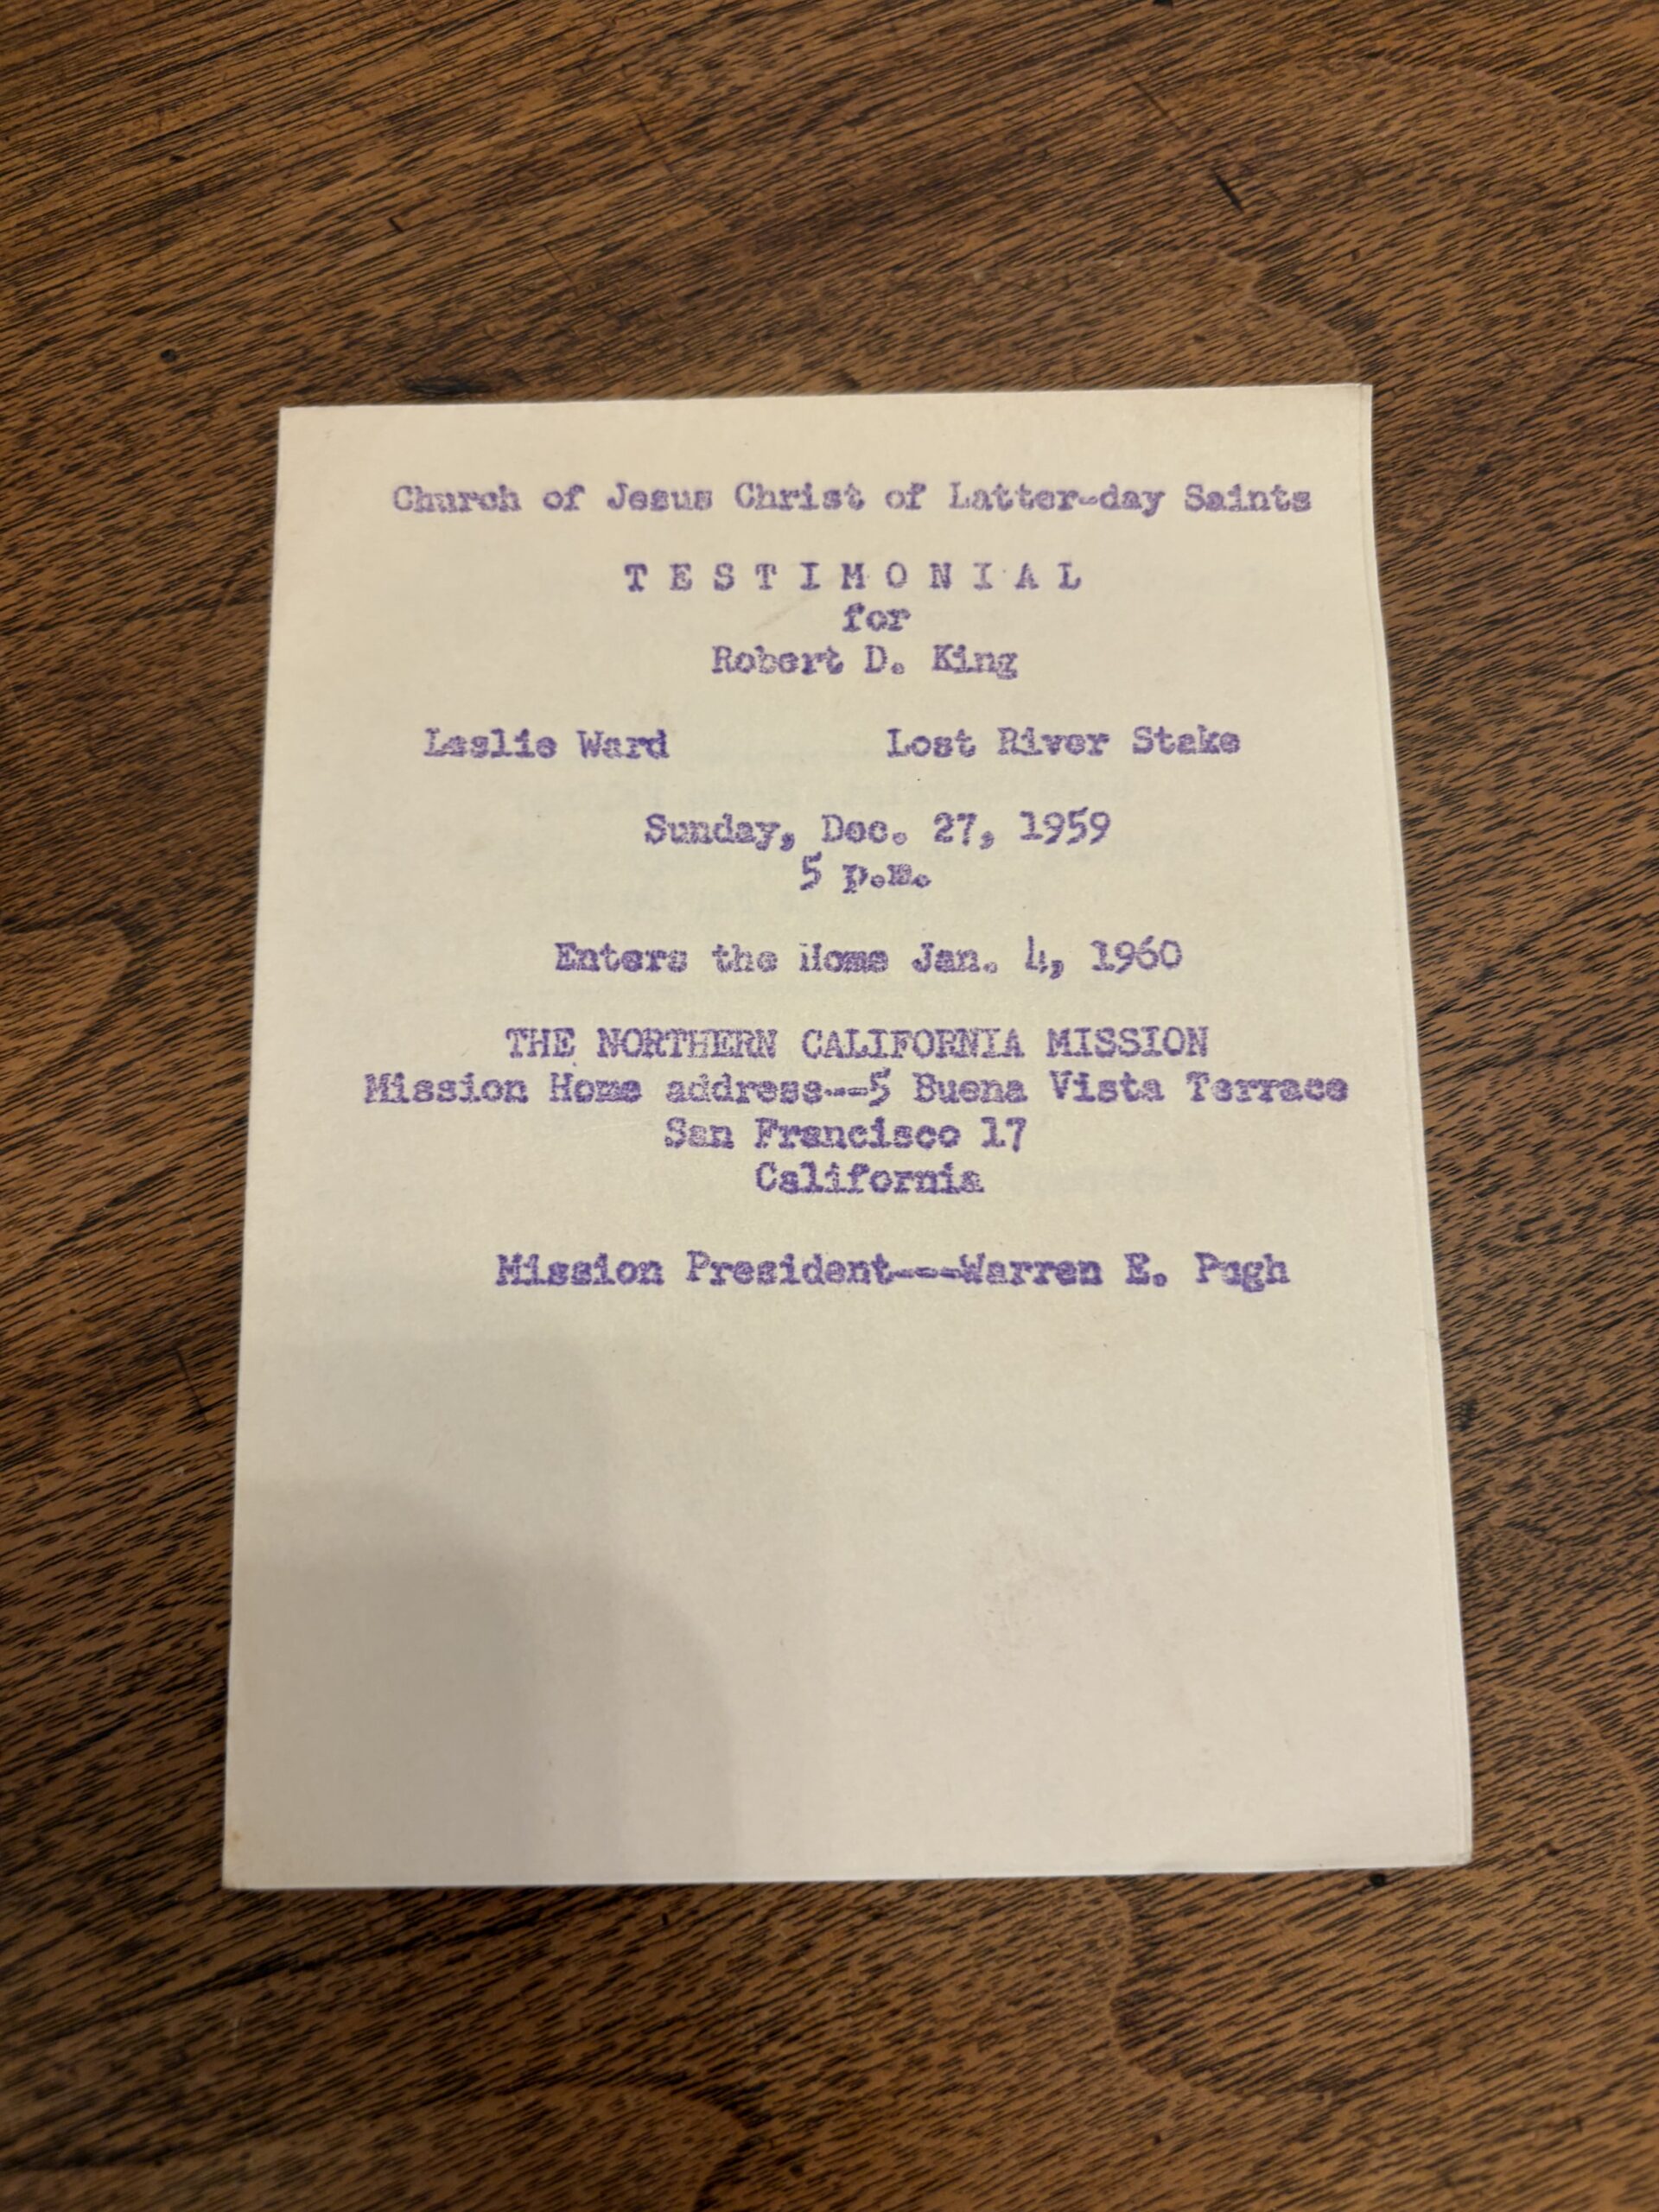 Church of Jesus Christ of Latter-day Saints
T E S T I M O N I A L
for
Robert D. King
Leslie Ward Lost River Stake
Sunday, Dec. 27, 1959
5 p.m.
Enters the Home Jan. 4, 1960
THE NORTHERN CALIFORNIA MISSION
Mission Home address---5 Buena Vista Terrace
San Francisco 17
California
Mission President---Warren E. Pugh